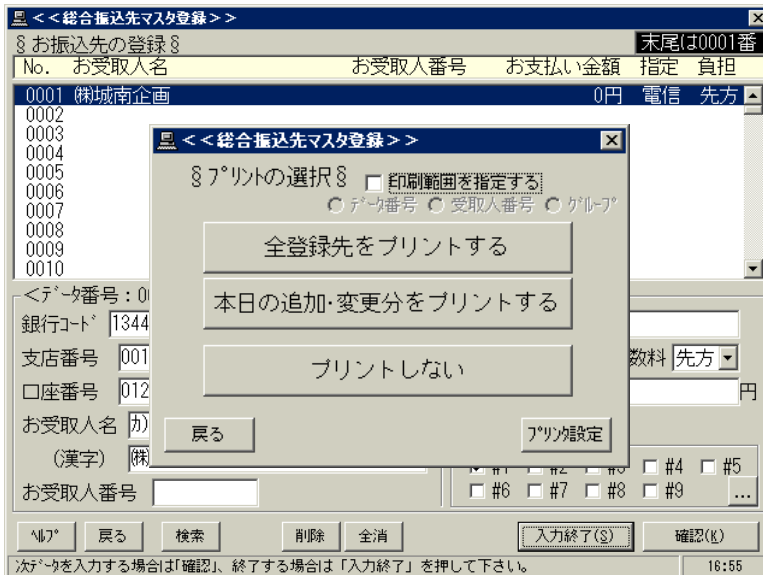 <<総合振込先マスタ登録>>
§お振込先の登録§ 末尾は0001番
No. お受取人名 お受取人番号 お支払い金額 指定 負担
0001 ㈱城南企画 0円 電信 先方
0002
0003
0004
0005
0006
0007
0008
0009
0010
<<総合振込先マスタ登録>>
§プリントの選択§ 印刷範囲を指定する
データ番号 受取人番号 グループ
全登録先をプリントする
本日の追加・変更分をプリントする
プリントしない
戻る プリンタ設定
<データ番号:0
銀行コード 1344
支店番号 001 数料 先方
口座番号 012 円
お受取人名 カ)
(漢字) ㈱
#1 #2 #3 #4 #5
お受取人番号 #6 #7 #8 #9 ...
ヘルプ 戻る 検索 削除 全消 入力終了(S) 確認(K)
次データを入力する場合は「確認」、終了する場合は「入力終了」を押して下さい。 16:55